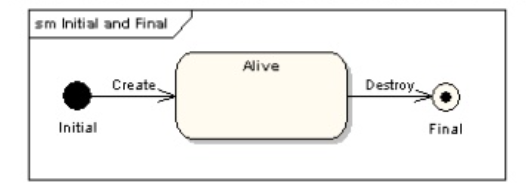 sm Initial and Final
Alive
Create
Destroy
Initial
Final